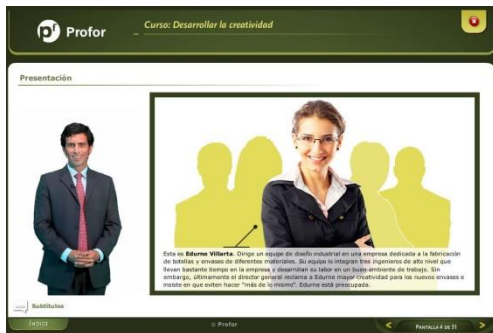 Profor
Curso: Desarrollar la creatividad
Presentación
Esta es Edurne Villarta. Dirige un equipo de diseño industrial en una empresa dedicada a la fabricación
de botellas y envases de diferentes materiales. Su equipo lo integran tres ingenieros de alto nivel que
llevan bastante tiempo en la empresa y desarrollan su labor en un buen ambiente de trabajo. Sin
embargo, últimamente el director general reclama a Edurne mayor creatividad para los nuevos envases e
insiste en que eviten hacer "más de lo mismo". Edurne está preocupada.
Subtítulos
ÍNDICE
© Profor
PANTALLA 4 DE 51